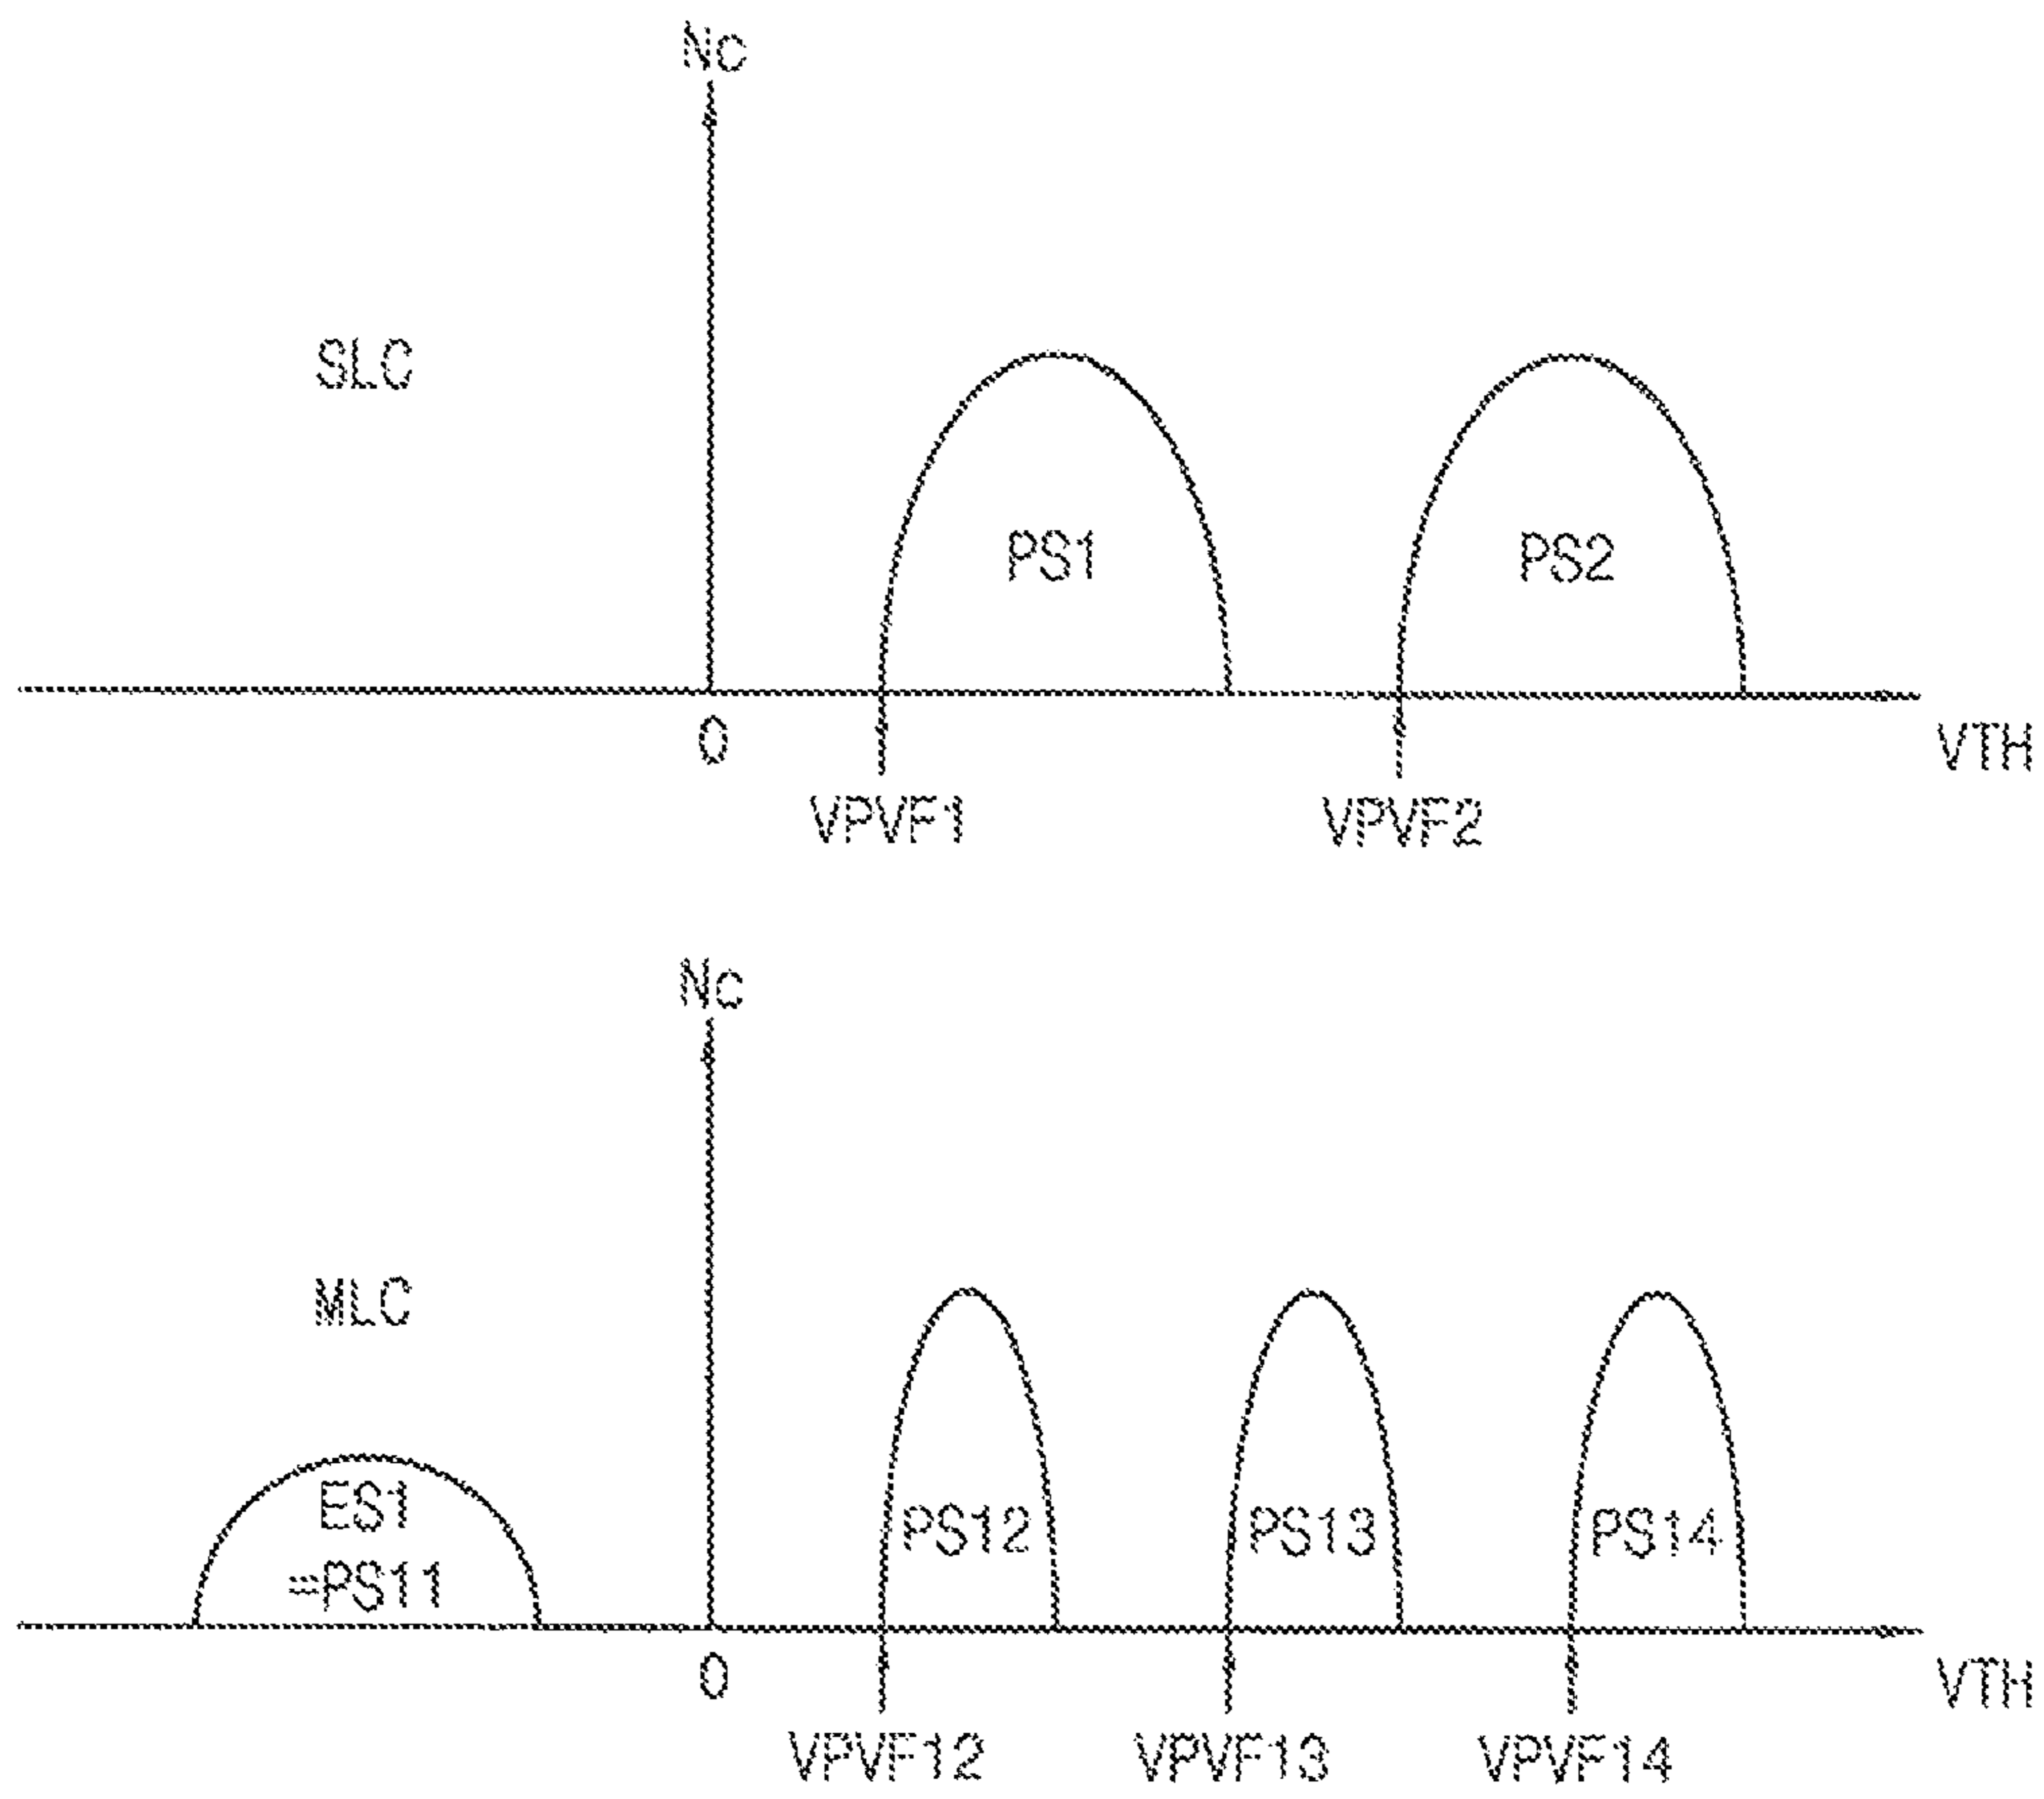 Nc
SLC
PS1 PS2
0
VTH
VPVF1 VPVF2
Nc
MLC
ES1
=PS11
PS12 PS13 PS14
0
VTH
VPVF12 VPVF13 VPVF14